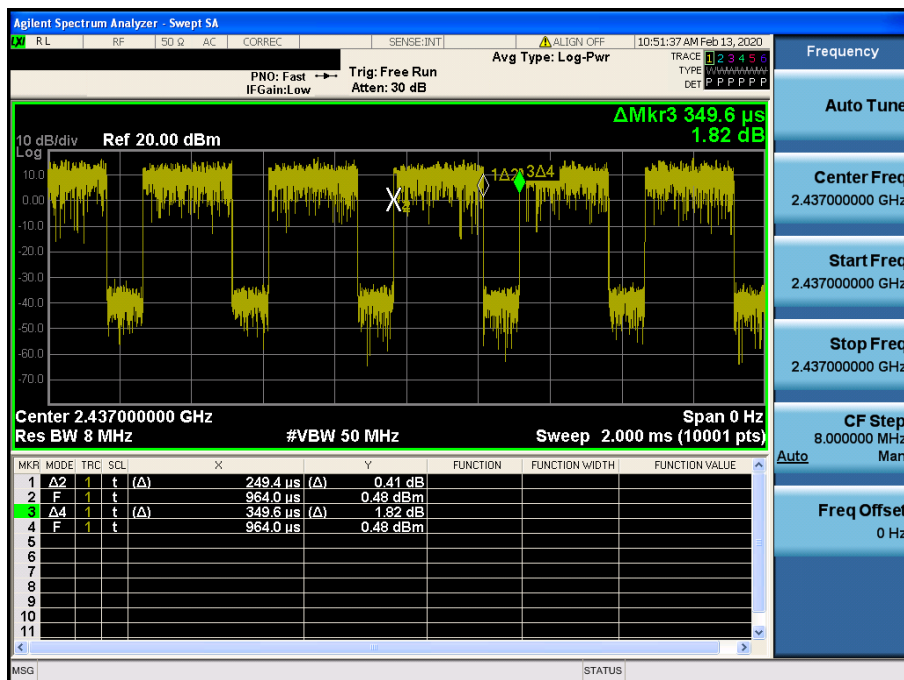 Agilent Spectrum Analyzer - Swept SA
LXI RL RF 50 Ω AC CORREC SENSE:INT ALIGN OFF 10:51:37 AM Feb 13, 2020
Frequency
Avg Type: Log-Pwr
TRACE 1 2 3 4 5 6
PNO: Fast Trig: Free Run
TYPE WWWWWW
IFGain:Low Atten: 30 dB
DET P P P P P P
Auto Tune
ΔMkr3 349.6 µs
1.82 dB
10 dB/div Ref 20.00 dBm
Log
10.0
0.00
-10.0
-20.0
-30.0
-40.0
-50.0
-60.0
-70.0
1Δ2 3Δ4
Center Freq
2.437000000 GHz
Start Freq
2.437000000 GHz
Stop Freq
2.437000000 GHz
Center 2.437000000 GHz Span 0 Hz
Res BW 8 MHz #VBW 50 MHz Sweep 2.000 ms (10001 pts)
CF Step
8.000000 MHz
Auto Man
MKR MODE TRC SCL X Y FUNCTION FUNCTION WIDTH FUNCTION VALUE
1 Δ2 1 t (Δ) 249.4 µs (Δ) 0.41 dB
2 F 1 t 964.0 µs 0.48 dBm
3 Δ4 1 t (Δ) 349.6 µs (Δ) 1.82 dB
4 F 1 t 964.0 µs 0.48 dBm
5
6
7
8
9
10
11
Freq Offset
0 Hz
MSG STATUS